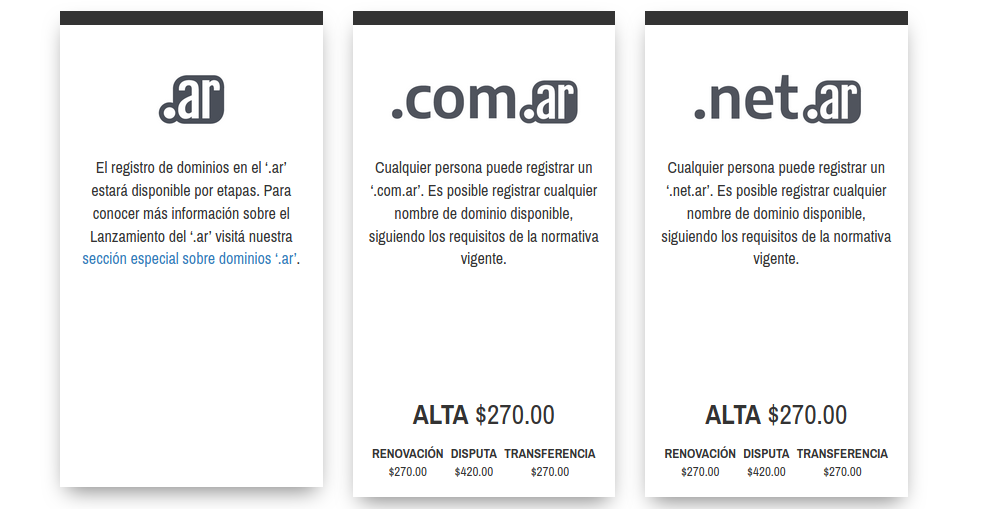 .ar
El registro de dominios en el ‘.ar’
estará disponible por etapas. Para
conocer más información sobre el
Lanzamiento del ‘.ar’ visitá nuestra
sección especial sobre dominios ‘.ar’.
.com.ar
Cualquier persona puede registrar un
‘.com.ar’. Es posible registrar cualquier
nombre de dominio disponible,
siguiendo los requisitos de la normativa
vigente.
ALTA $270.00
RENOVACIÓN DISPUTA TRANSFERENCIA
$270.00 $420.00 $270.00
.net.ar
Cualquier persona puede registrar un
‘.net.ar’. Es posible registrar cualquier
nombre de dominio disponible,
siguiendo los requisitos de la normativa
vigente.
ALTA $270.00
RENOVACIÓN DISPUTA TRANSFERENCIA
$270.00 $420.00 $270.00